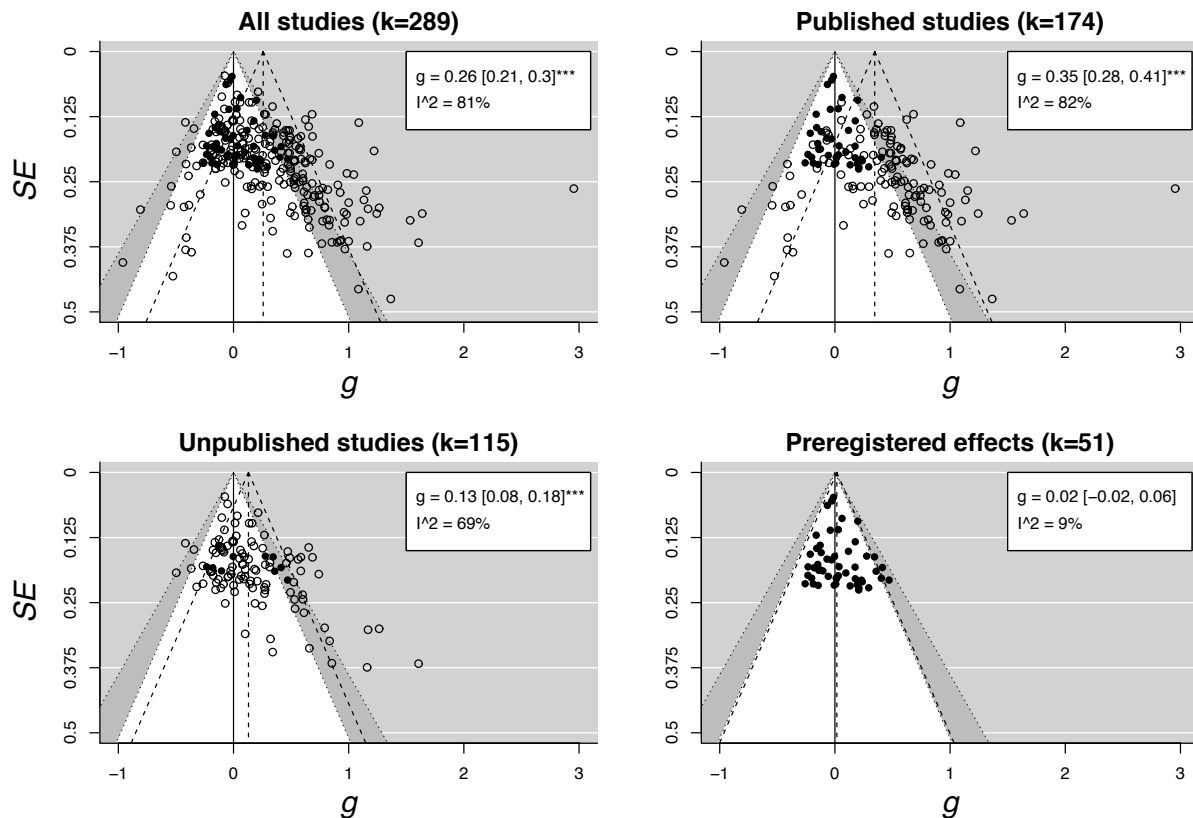 All studies (k=289)
g = 0.26 [0.21, 0.3]***
I^2 = 81%
SE
0
0.125
0.25
0.375
0.5
−1 0 1 2 3
g
Published studies (k=174)
g = 0.35 [0.28, 0.41]***
I^2 = 82%
0
0.125
0.25
0.375
0.5
−1 0 1 2 3
g
Unpublished studies (k=115)
g = 0.13 [0.08, 0.18]***
I^2 = 69%
SE
0
0.125
0.25
0.375
0.5
−1 0 1 2 3
g
Preregistered effects (k=51)
g = 0.02 [−0.02, 0.06]
I^2 = 9%
0
0.125
0.25
0.375
0.5
−1 0 1 2 3
g